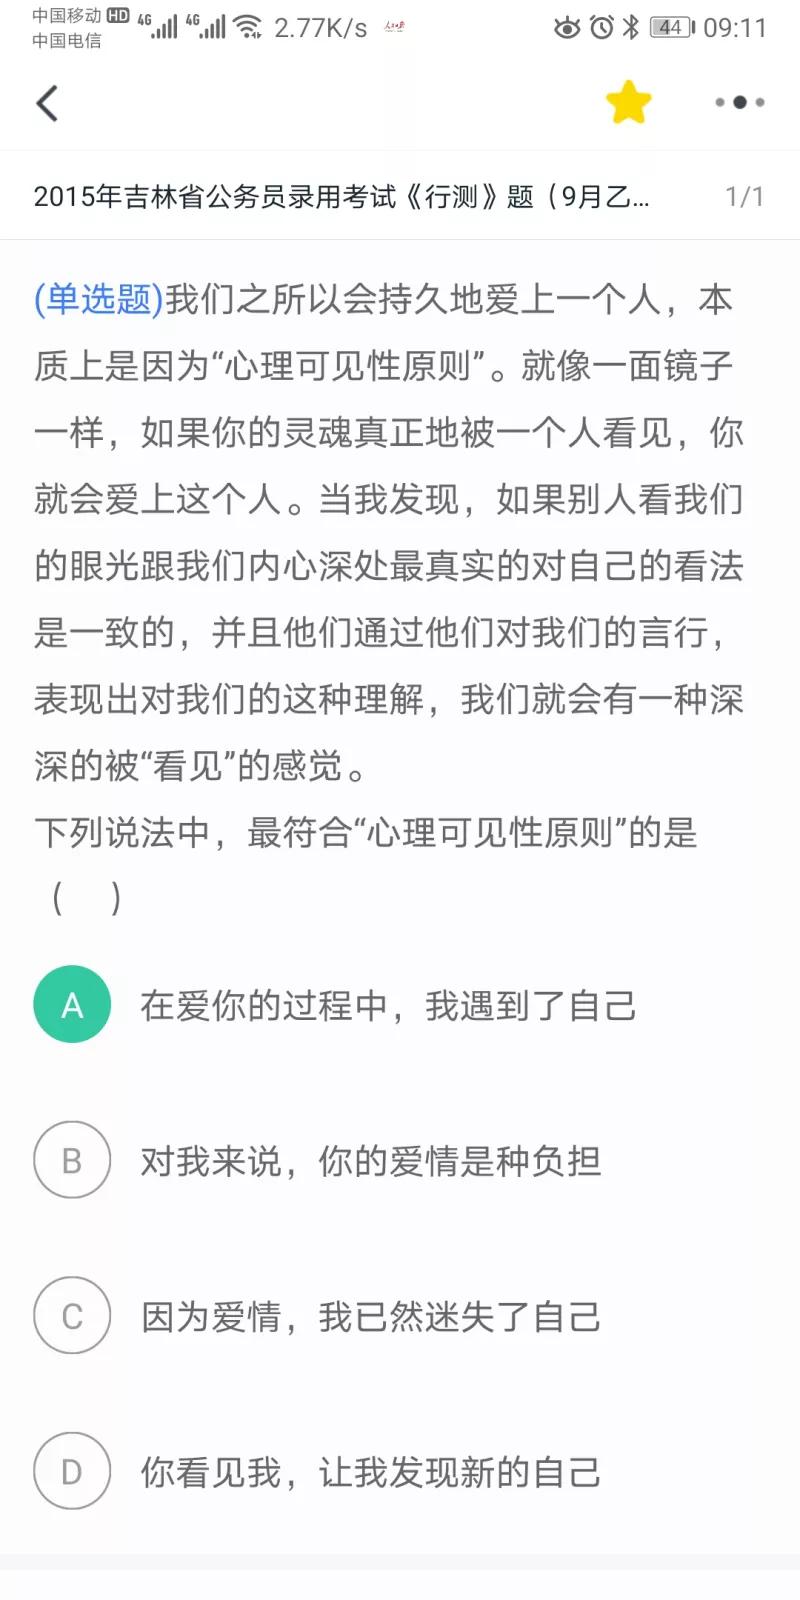 中国移动 HD 4G 4G 2.77K/s 44 09:11
中国电信
2015年吉林省公务员录用考试《行测》题（9月乙... 1/1
(单选题)我们之所以会持久地爱上一个人，本
质上是因为“心理可见性原则”。就像一面镜子
一样，如果你的灵魂真正地被一个人看见，你
就会爱上这个人。当我发现，如果别人看我们
的眼光跟我们内心深处最真实的对自己的看法
是一致的，并且他们通过他们对我们的言行，
表现出对我们的这种理解，我们就会有一种深
深的被“看见”的感觉。
下列说法中，最符合“心理可见性原则”的是
（ ）
A 在爱你的过程中，我遇到了自己
B 对我来说，你的爱情是种负担
C 因为爱情，我已然迷失了自己
D 你看见我，让我发现新的自己